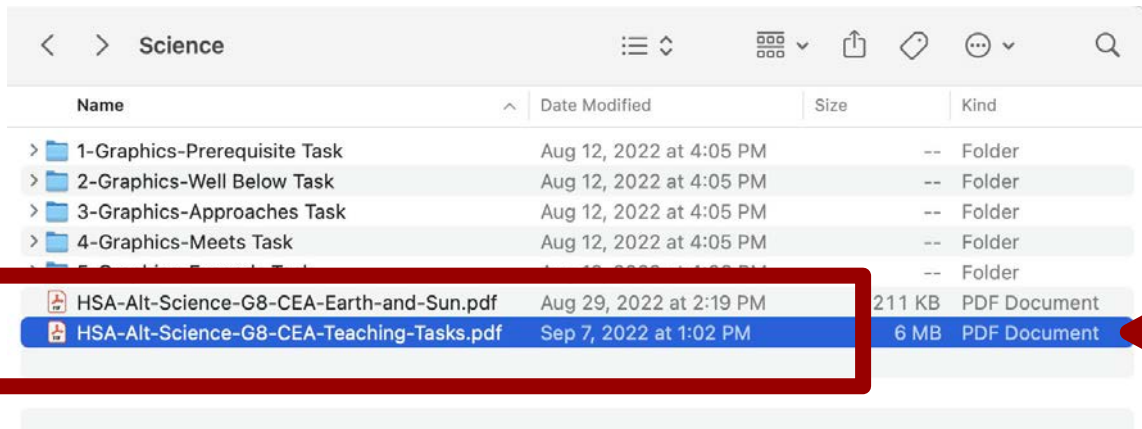 Science
Name Date Modified Size Kind
1-Graphics-Prerequisite Task Aug 12, 2022 at 4:05 PM -- Folder
2-Graphics-Well Below Task Aug 12, 2022 at 4:05 PM -- Folder
3-Graphics-Approaches Task Aug 12, 2022 at 4:05 PM -- Folder
4-Graphics-Meets Task Aug 12, 2022 at 4:05 PM -- Folder
-- Folder
HSA-Alt-Science-G8-CEA-Earth-and-Sun.pdf Aug 29, 2022 at 2:19 PM 211 KB PDF Document
HSA-Alt-Science-G8-CEA-Teaching-Tasks.pdf Sep 7, 2022 at 1:02 PM 6 MB PDF Document